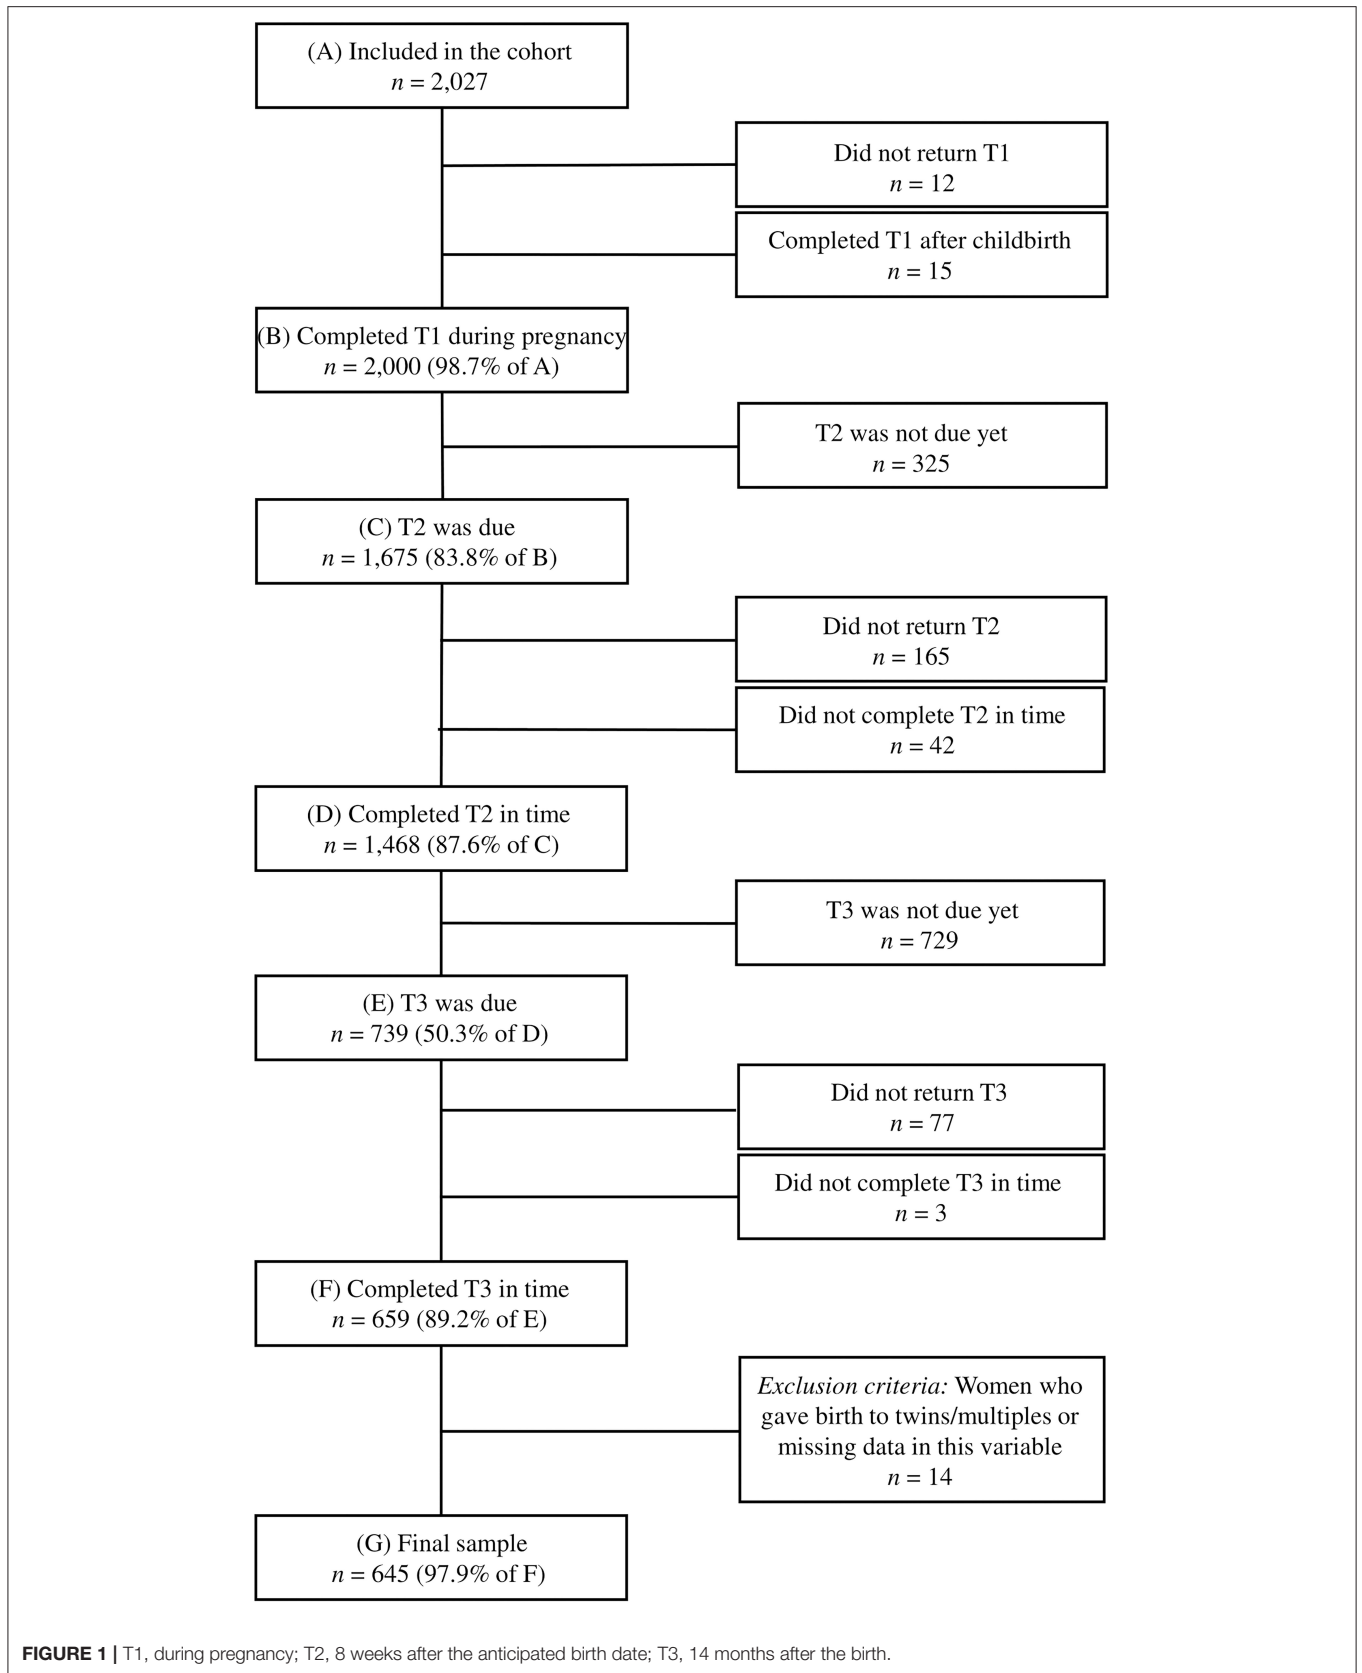 (A) Included in the cohort
n = 2,027
Did not return T1
n = 12
Completed T1 after childbirth
n = 15
(B) Completed T1 during pregnancy
n = 2,000 (98.7% of A)
T2 was not due yet
n = 325
(C) T2 was due
n = 1,675 (83.8% of B)
Did not return T2
n = 165
Did not complete T2 in time
n = 42
(D) Completed T2 in time
n = 1,468 (87.6% of C)
T3 was not due yet
n = 729
(E) T3 was due
n = 739 (50.3% of D)
Did not return T3
n = 77
Did not complete T3 in time
n = 3
(F) Completed T3 in time
n = 659 (89.2% of E)
Exclusion criteria: Women who
gave birth to twins/multiples or
missing data in this variable
n = 14
(G) Final sample
n = 645 (97.9% of F)
FIGURE 1 | T1, during pregnancy; T2, 8 weeks after the anticipated birth date; T3, 14 months after the birth.